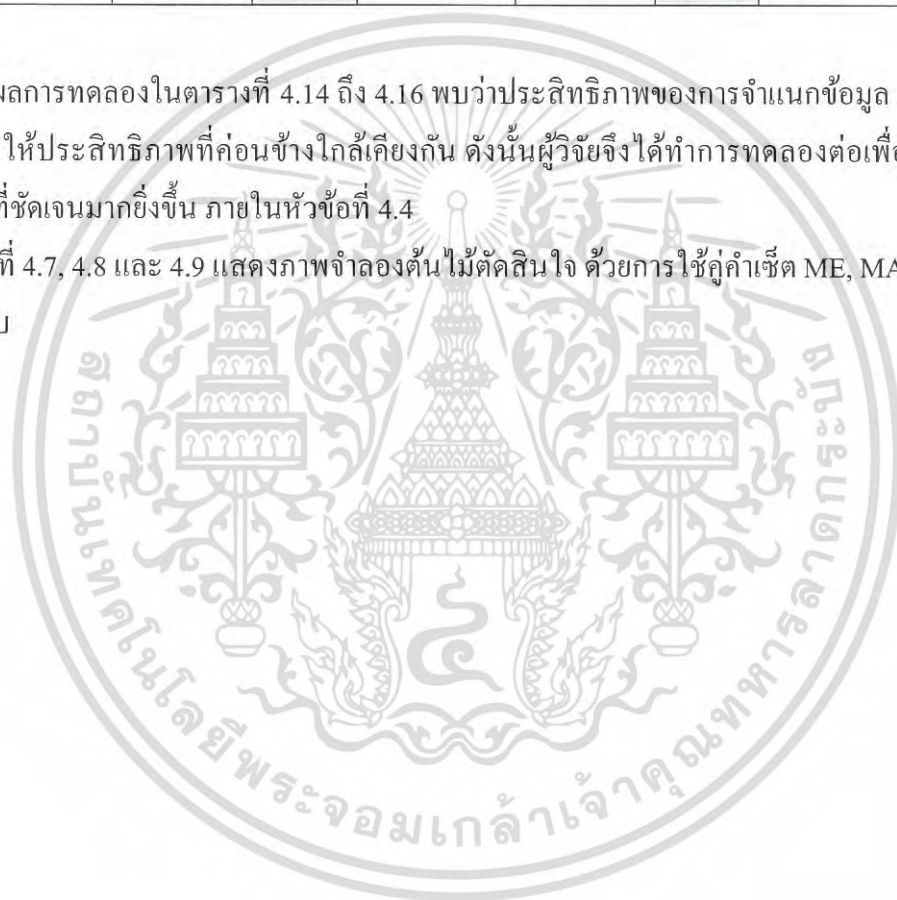 ผลการทดลองในตารางที่ 4.14 ถึง 4.16 พบว่าประสิทธิภาพของการจำแนกข้อมูล
ให้ประสิทธิภาพที่ค่อนข้างใกล้เคียงกัน ดังนั้นผู้วิจัยจึงได้ทำการทดลองต่อเพื่อ
ที่ชัดเจนมากยิ่งขึ้น ภายในหัวข้อที่ 4.4
ที่ 4.7, 4.8 และ 4.9 แสดงภาพจำลองต้นไม้ตัดสินใจ ด้วยการใช้คู่คำเซ็ต ME, MA
สถาบันเทคโนโลยีพระจอมเกล้าเจ้าคุณทหารลาดกระบัง